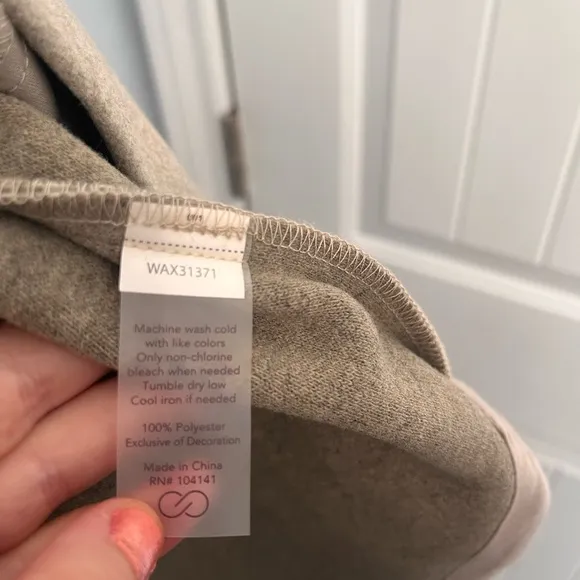 WAX31371
Machine wash cold
with like colors
Only non-chlorine
bleach when needed
Tumble dry low
Cool iron if needed
100% Polyester
Exclusive of Decoration
Made in China
RN# 104141